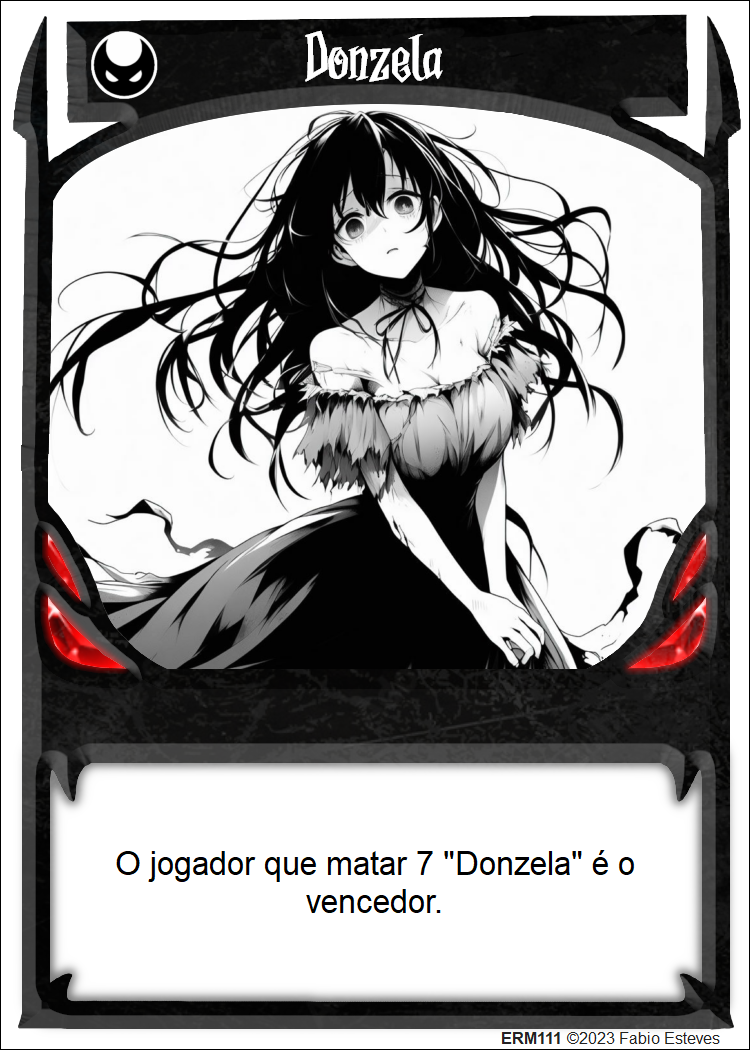 Donzela
O jogador que matar 7 "Donzela" é o
vencedor.
ERM111 ©2023 Fabio Esteves